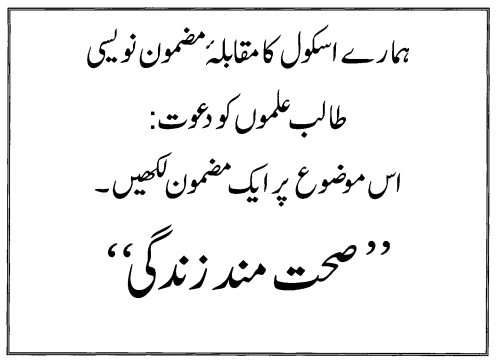 ہمارے اسکول کا مقابلۂ مضمون نویسی
طالب علموں کو دعوت:
اس موضوع پر ایک مضمون لکھیں۔
”صحت مند زندگی“